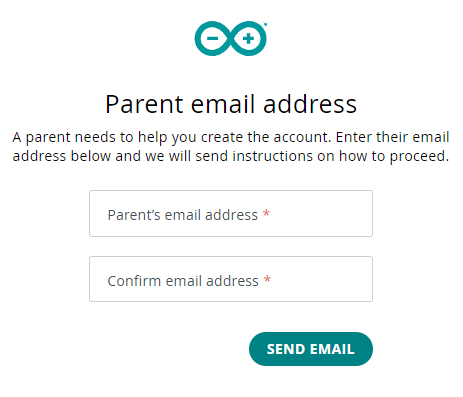 Parent email address
A parent needs to help you create the account. Enter their email
address below and we will send instructions on how to proceed.
Parent’s email address *
Confirm email address *
SEND EMAIL